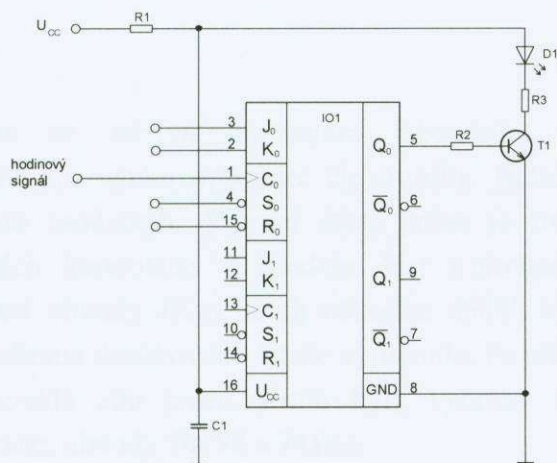 R1
U CC
D1
R3
IO1
3 J0 Q0 5 R2 T1
2 K0
hodinový
signál
1 C0
4 S0 Q̅0 6
15 R0
11 J1
12 K1 Q1 9
13 C1
10 S1 Q̅1 7
14 R1
16 UCC GND 8
C1